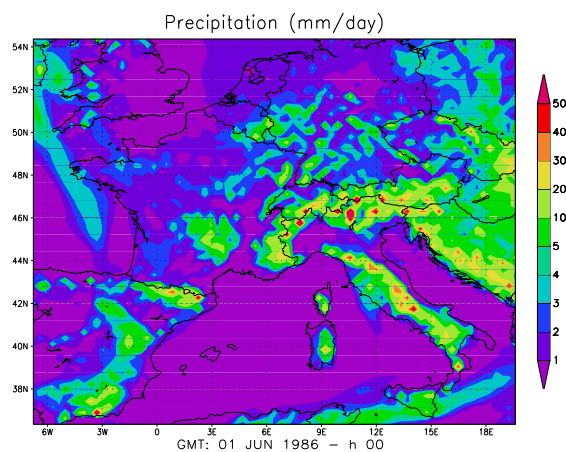 Precipitation (mm/day)
54N
52N
50N
48N
46N
44N
42N
40N
38N
6W 3W 0 3E 6E 9E 12E 15E 18E
GMT: 01 JUN 1986 – h 00
50
40
30
20
10
5
4
3
2
1